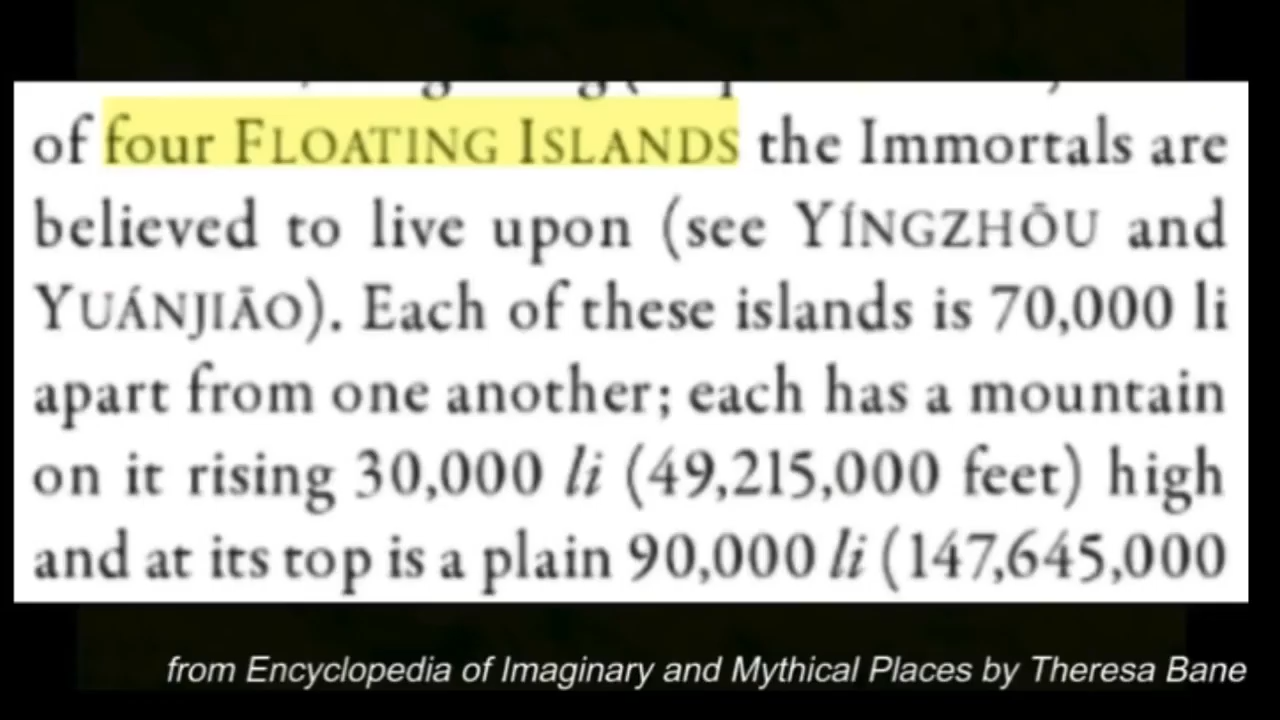 of four FLOATING ISLANDS the Immortals are
believed to live upon (see YÍNGZHŌU and
YUÁNJIĀO). Each of these islands is 70,000 li
apart from one another; each has a mountain
on it rising 30,000 li (49,215,000 feet) high
and at its top is a plain 90,000 li (147,645,000
from Encyclopedia of Imaginary and Mythical Places by Theresa Bane